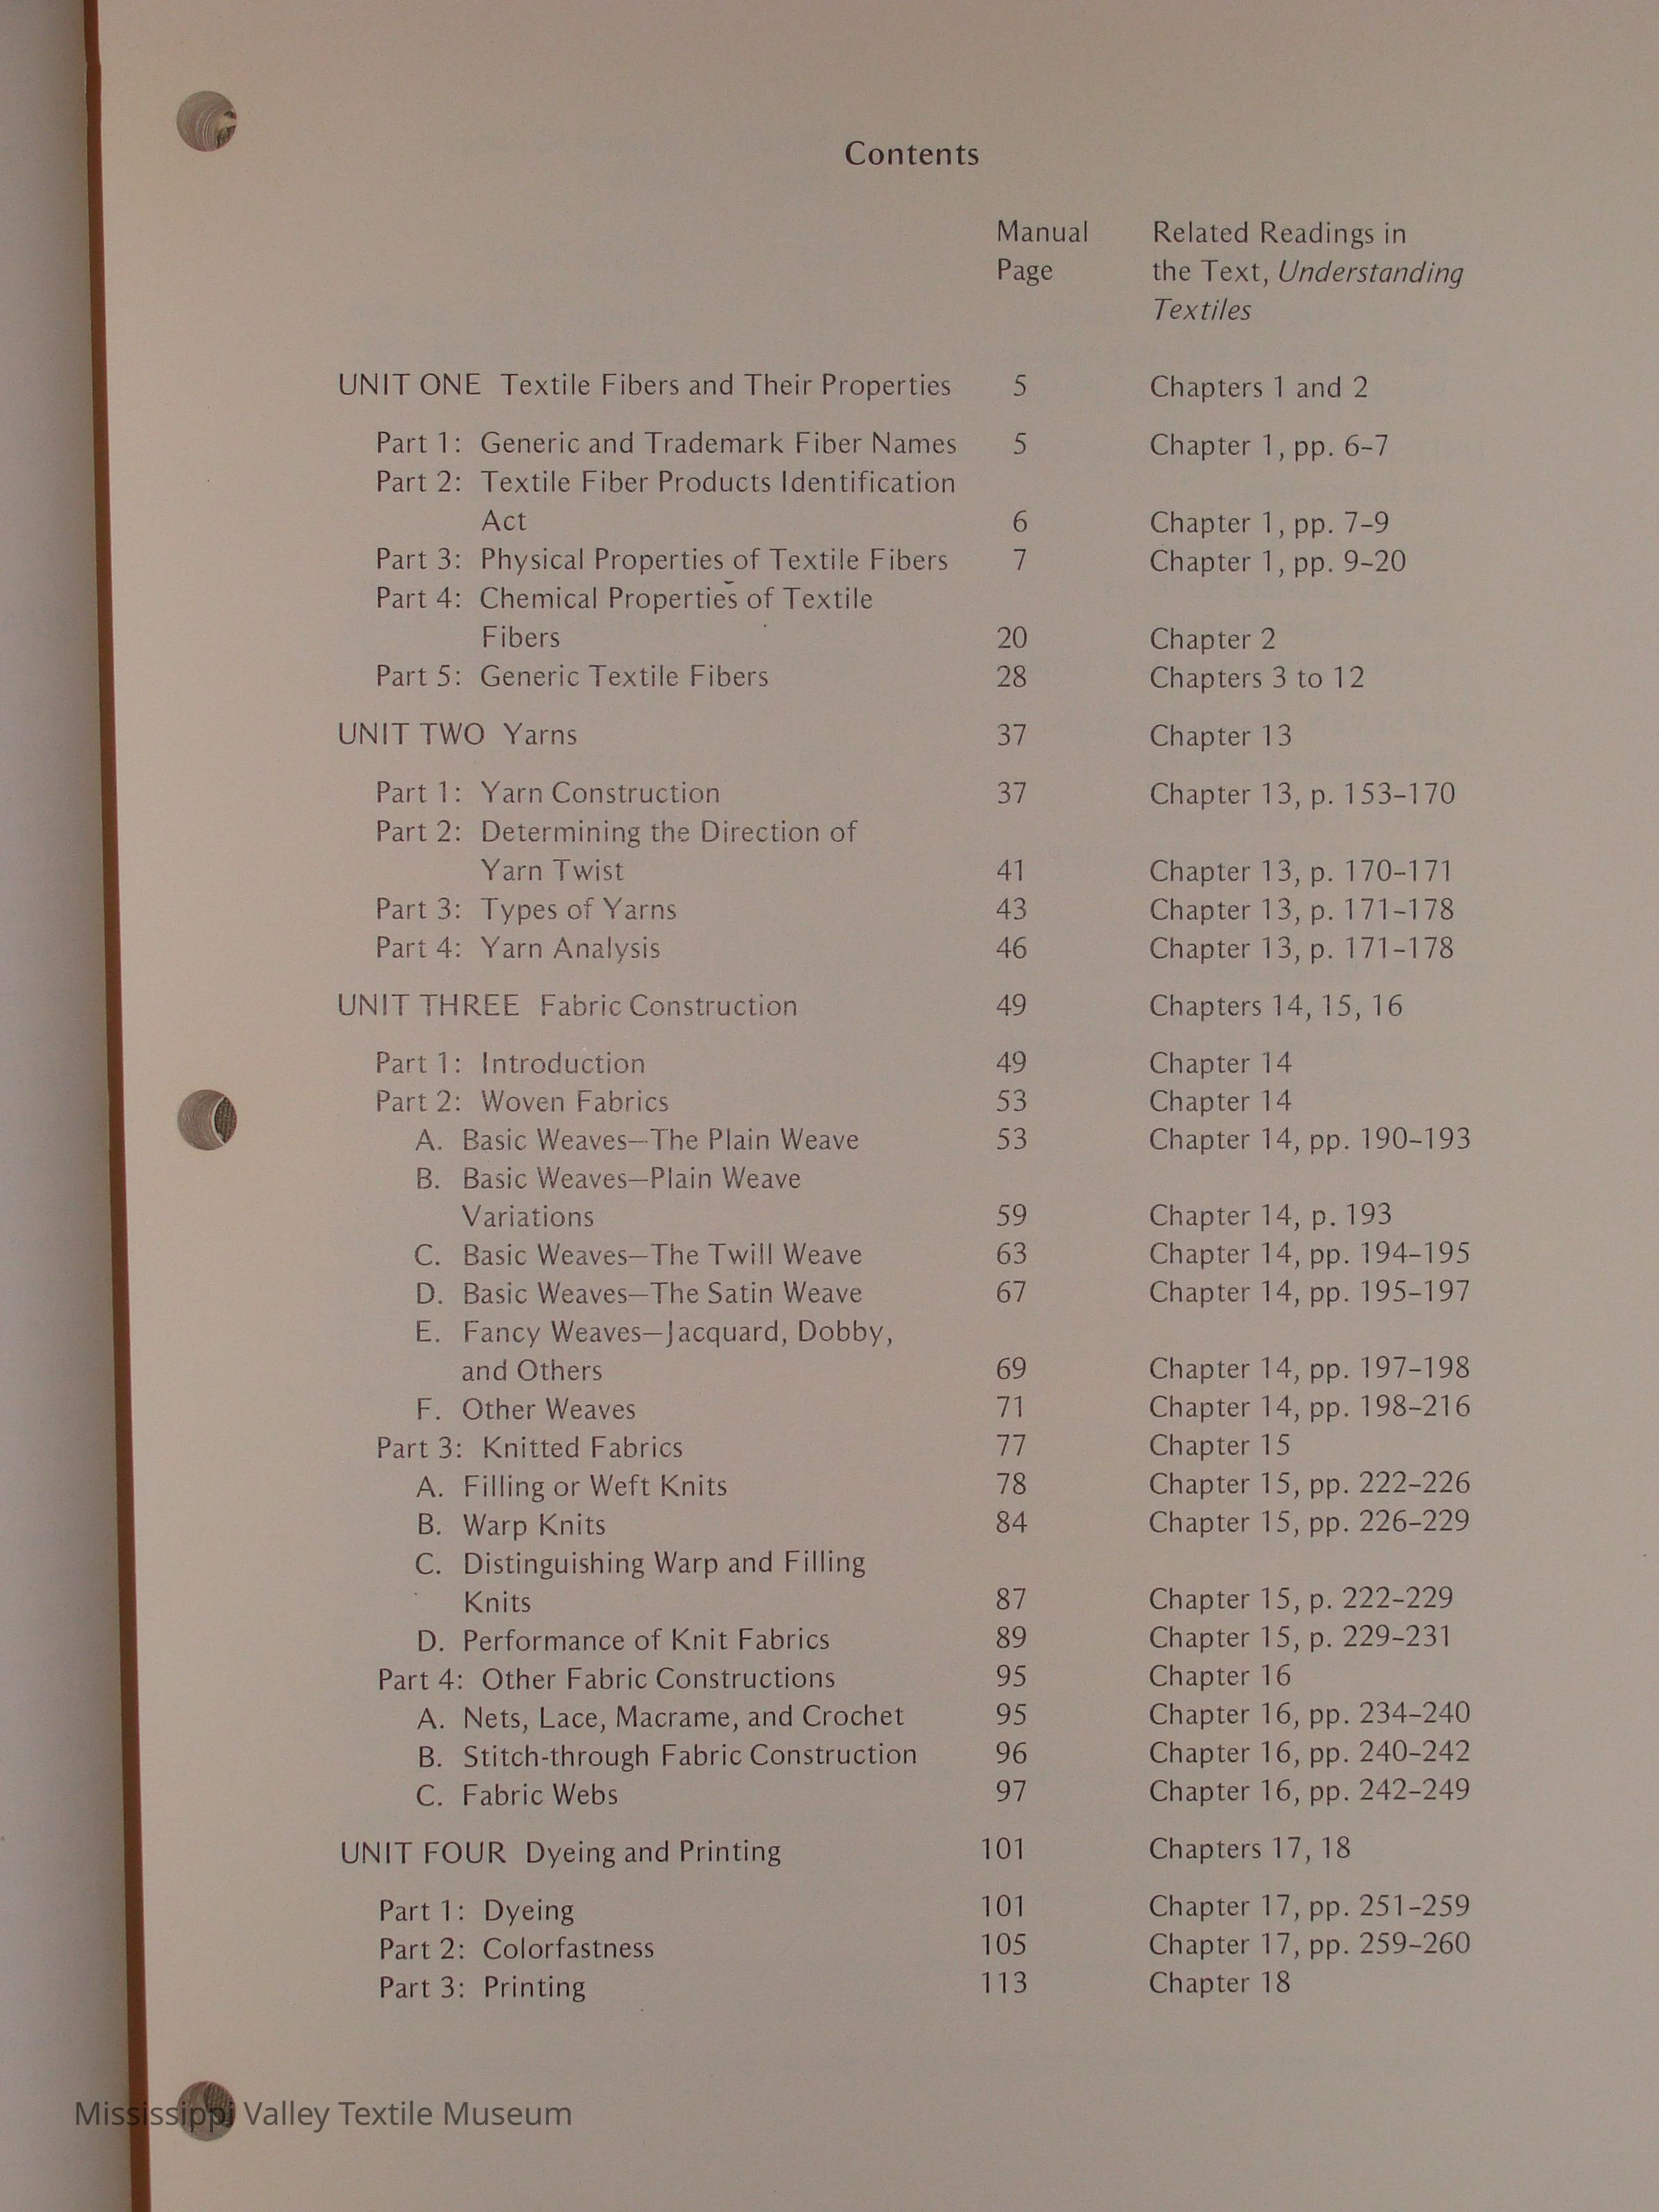 Contents
Manual Page
Related Readings in the Text, Understanding Textiles
UNIT ONE Textile Fibers and Their Properties 5 Chapters 1 and 2
Part 1: Generic and Trademark Fiber Names 5 Chapter 1, pp. 6–7
Part 2: Textile Fiber Products Identification
Act 6 Chapter 1, pp. 7–9
Part 3: Physical Properties of Textile Fibers 7 Chapter 1, pp. 9–20
Part 4: Chemical Properties of Textile
Fibers 20 Chapter 2
Part 5: Generic Textile Fibers 28 Chapters 3 to 12
UNIT TWO Yarns 37 Chapter 13
Part 1: Yarn Construction 37 Chapter 13, p. 153–170
Part 2: Determining the Direction of
Yarn Twist 41 Chapter 13, p. 170–171
Part 3: Types of Yarns 43 Chapter 13, p. 171–178
Part 4: Yarn Analysis 46 Chapter 13, p. 171–178
UNIT THREE Fabric Construction 49 Chapters 14, 15, 16
Part 1: Introduction 49 Chapter 14
Part 2: Woven Fabrics 53 Chapter 14
A. Basic Weaves—The Plain Weave 53 Chapter 14, pp. 190–193
B. Basic Weaves—Plain Weave
Variations 59 Chapter 14, p. 193
C. Basic Weaves—The Twill Weave 63 Chapter 14, pp. 194–195
D. Basic Weaves—The Satin Weave 67 Chapter 14, pp. 195–197
E. Fancy Weaves—Jacquard, Dobby,
and Others 69 Chapter 14, pp. 197–198
F. Other Weaves 71 Chapter 14, pp. 198–216
Part 3: Knitted Fabrics 77 Chapter 15
A. Filling or Weft Knits 78 Chapter 15, pp. 222–226
B. Warp Knits 84 Chapter 15, pp. 226–229
C. Distinguishing Warp and Filling
Knits 87 Chapter 15, p. 222–229
D. Performance of Knit Fabrics 89 Chapter 15, p. 229–231
Part 4: Other Fabric Constructions 95 Chapter 16
A. Nets, Lace, Macrame, and Crochet 95 Chapter 16, pp. 234–240
B. Stitch-through Fabric Construction 96 Chapter 16, pp. 240–242
C. Fabric Webs 97 Chapter 16, pp. 242–249
UNIT FOUR Dyeing and Printing 101 Chapters 17, 18
Part 1: Dyeing 101 Chapter 17, pp. 251–259
Part 2: Colorfastness 105 Chapter 17, pp. 259–260
Part 3: Printing 113 Chapter 18
Mississippi Valley Textile Museum